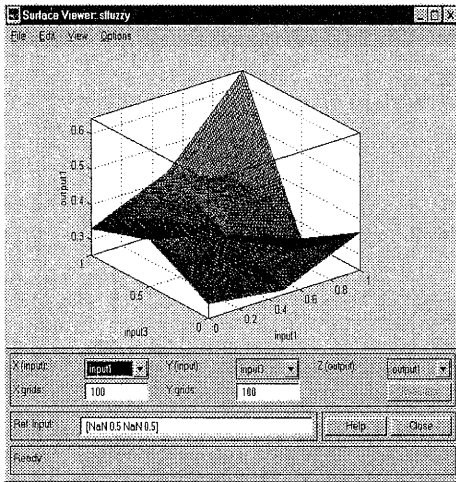 Surface Viewer: slfuzzy
File Edit View Options
0.6
0.5
0.4
0.3
output1
1
0.5
0
input3
0 0.2 0.4 0.6 0.8 1
input1
X (input): input1 Y (input): input3 Z (output): output1
X grids: 100 Y grids: 100
Ref. Input: [NaN 0.5 NaN 0.5] Help Close
Ready